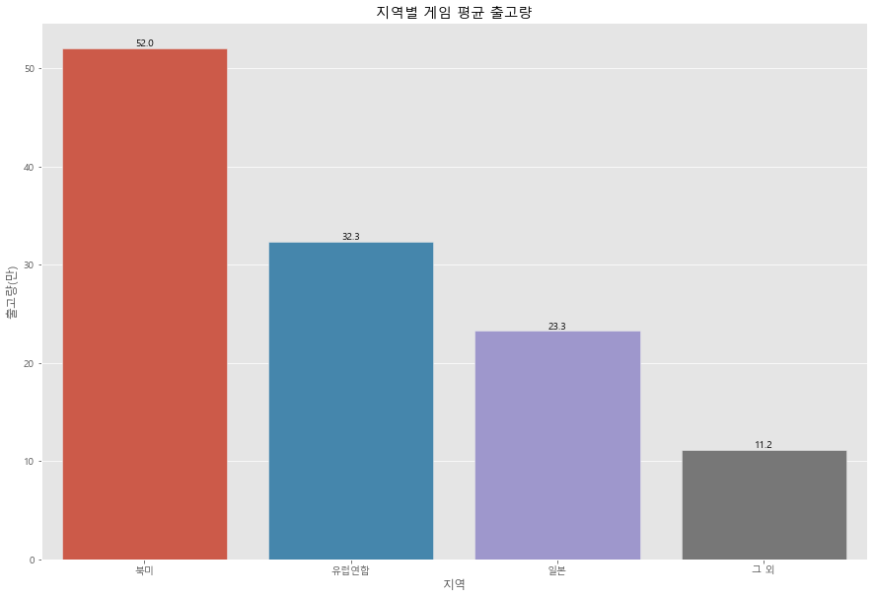 지역별 게임 평균 출고량
출고량(만)
50
40
30
20
10
0
52.0
32.3
23.3
11.2
북미
유럽연합
일본
그 외
지역